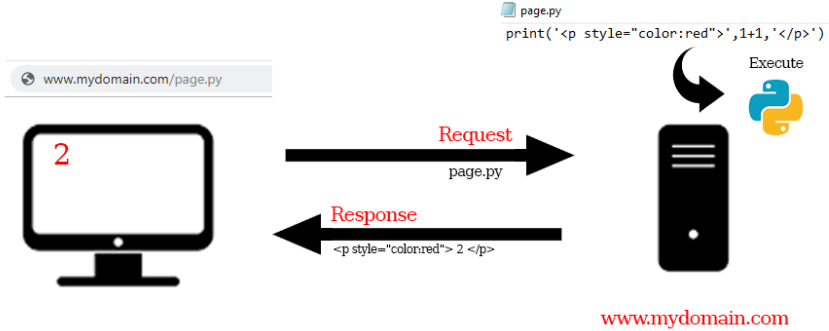 page.py
print('<p style="color:red">',1+1,'</p>')
Execute
www.mydomain.com/page.py
2
Request
page.py
Response
<p style="color:red"> 2 </p>
www.mydomain.com